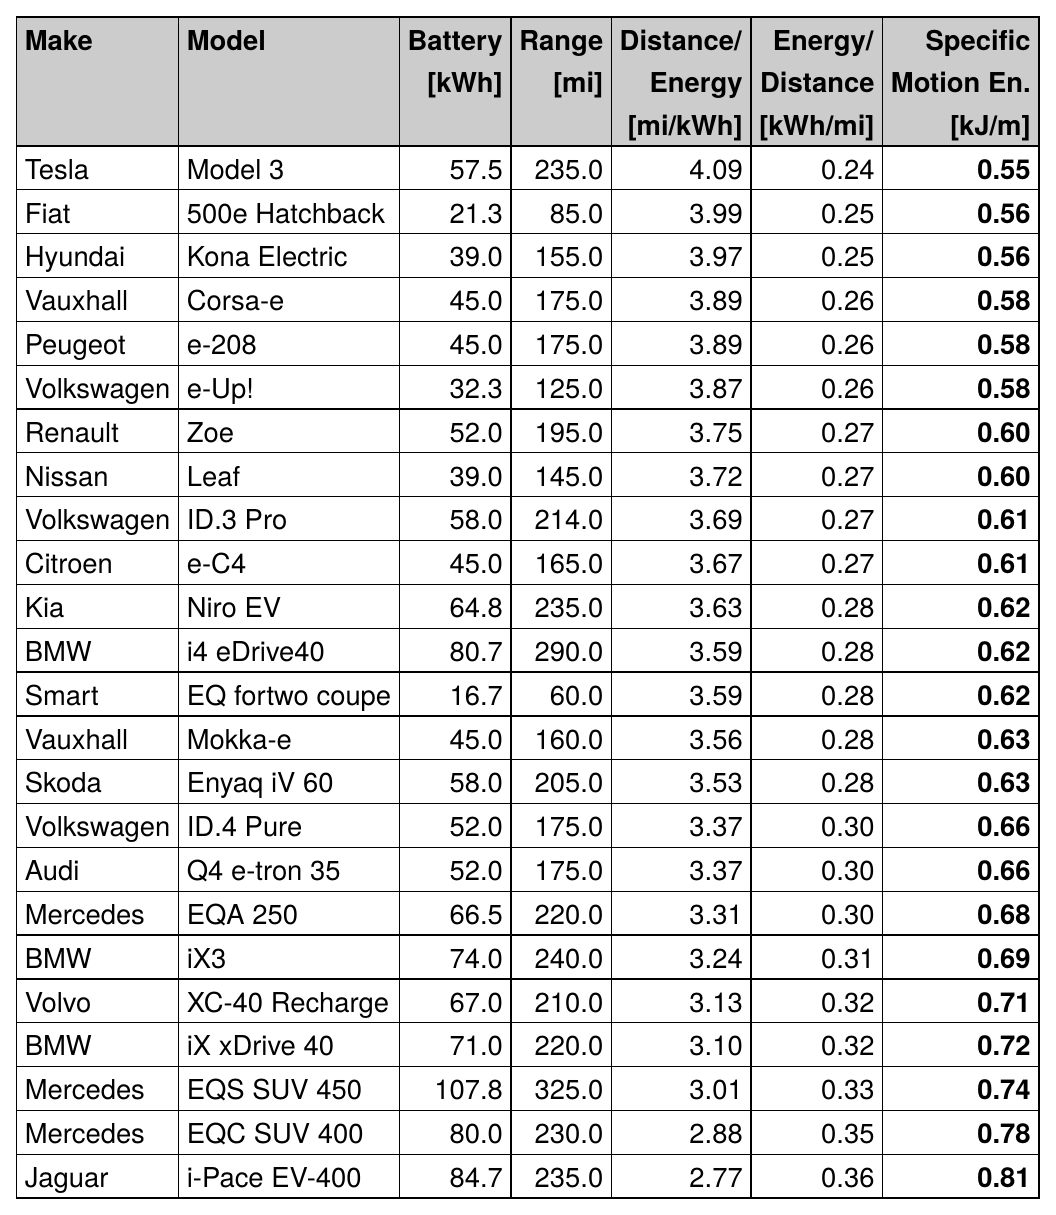 Make Model Battery Range Distance/ Energy/ Specific
[kWh] [mi] Energy Distance Motion En.
[mi/kWh] [kWh/mi] [kJ/m]
Tesla Model 3 57.5 235.0 4.09 0.24 0.55
Fiat 500e Hatchback 21.3 85.0 3.99 0.25 0.56
Hyundai Kona Electric 39.0 155.0 3.97 0.25 0.56
Vauxhall Corsa-e 45.0 175.0 3.89 0.26 0.58
Peugeot e-208 45.0 175.0 3.89 0.26 0.58
Volkswagen e-Up! 32.3 125.0 3.87 0.26 0.58
Renault Zoe 52.0 195.0 3.75 0.27 0.60
Nissan Leaf 39.0 145.0 3.72 0.27 0.60
Volkswagen ID.3 Pro 58.0 214.0 3.69 0.27 0.61
Citroen e-C4 45.0 165.0 3.67 0.27 0.61
Kia Niro EV 64.8 235.0 3.63 0.28 0.62
BMW i4 eDrive40 80.7 290.0 3.59 0.28 0.62
Smart EQ fortwo coupe 16.7 60.0 3.59 0.28 0.62
Vauxhall Mokka-e 45.0 160.0 3.56 0.28 0.63
Skoda Enyaq iV 60 58.0 205.0 3.53 0.28 0.63
Volkswagen ID.4 Pure 52.0 175.0 3.37 0.30 0.66
Audi Q4 e-tron 35 52.0 175.0 3.37 0.30 0.66
Mercedes EQA 250 66.5 220.0 3.31 0.30 0.68
BMW iX3 74.0 240.0 3.24 0.31 0.69
Volvo XC-40 Recharge 67.0 210.0 3.13 0.32 0.71
BMW iX xDrive 40 71.0 220.0 3.10 0.32 0.72
Mercedes EQS SUV 450 107.8 325.0 3.01 0.33 0.74
Mercedes EQC SUV 400 80.0 230.0 2.88 0.35 0.78
Jaguar i-Pace EV-400 84.7 235.0 2.77 0.36 0.81